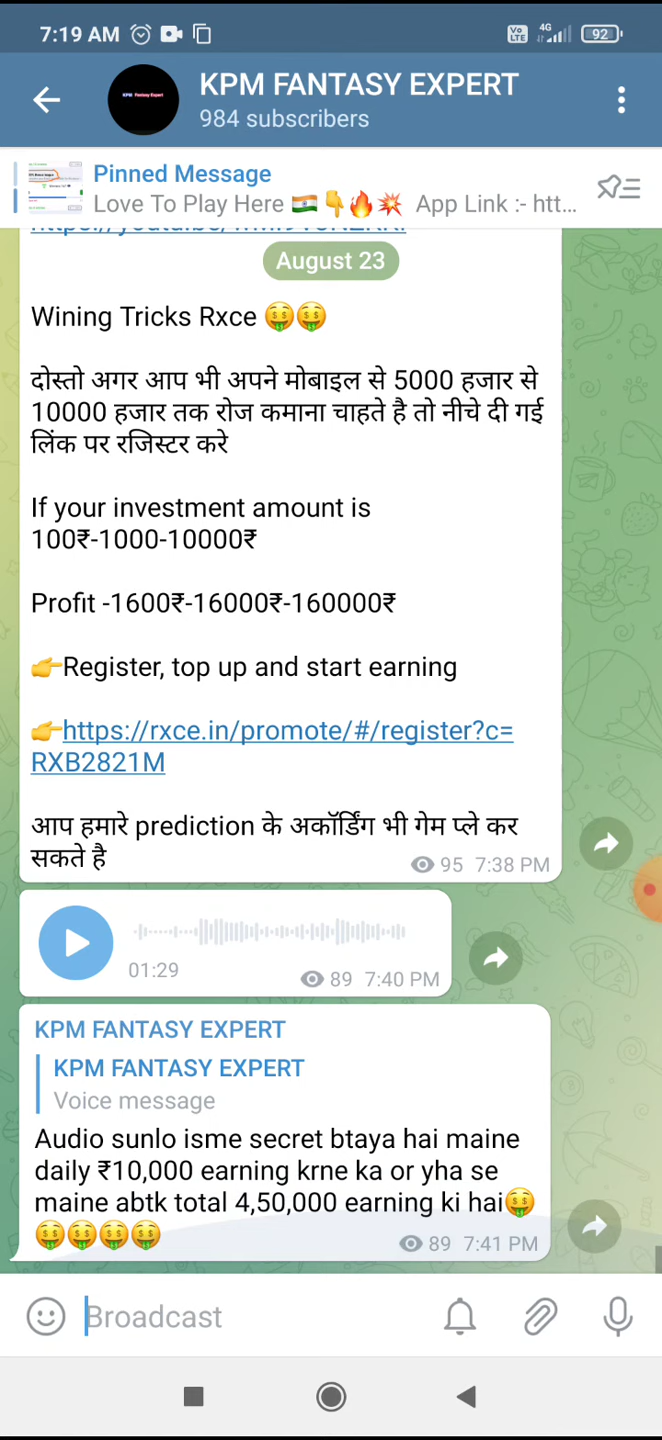 7:19 AM
Vo LTE 4G 92
KPM FANTASY EXPERT
984 subscribers
Pinned Message
Love To Play Here 🇮🇳👇🔥💥 App Link :- htt...
August 23
Wining Tricks Rxce 🤑🤑
दोस्तो अगर आप भी अपने मोबाइल से 5000 हजार से
10000 हजार तक रोज कमाना चाहते है तो नीचे दी गई
लिंक पर रजिस्टर करे
If your investment amount is
100₹-1000-10000₹
Profit -1600₹-16000₹-160000₹
👉Register, top up and start earning
👉https://rxce.in/promote/#/register?c=
RXB2821M
आप हमारे prediction के अकॉर्डिंग भी गेम प्ले कर
सकते है
95 7:38 PM
01:29
89 7:40 PM
KPM FANTASY EXPERT
KPM FANTASY EXPERT
Voice message
Audio sunlo isme secret btaya hai maine
daily ₹10,000 earning krne ka or yha se
maine abtk total 4,50,000 earning ki hai🤑
🤑🤑🤑🤑
89 7:41 PM
Broadcast